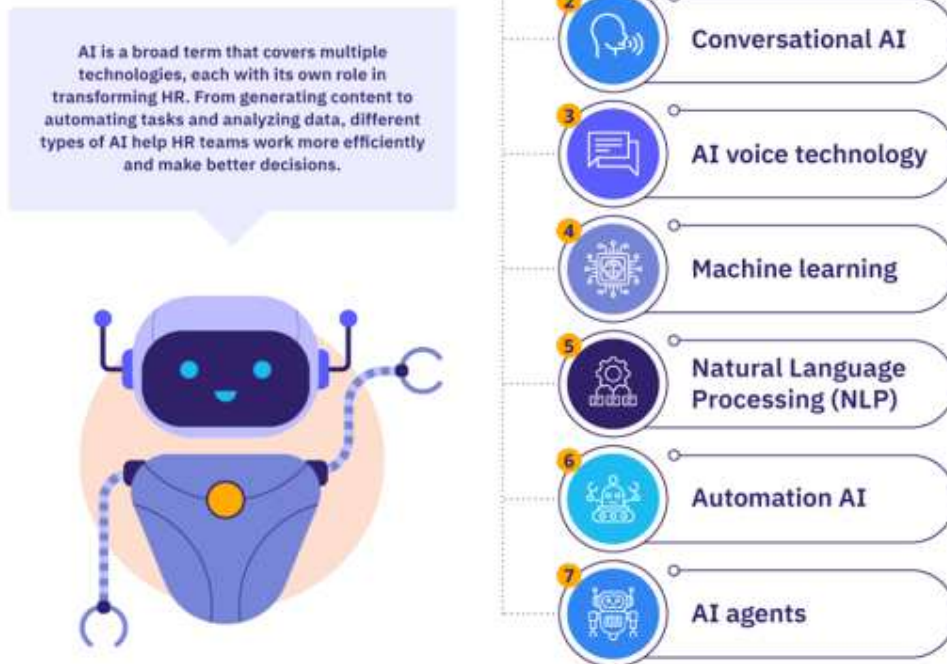 AI is a broad term that covers multiple
technologies, each with its own role in
transforming HR. From generating content to
automating tasks and analyzing data, different
types of AI help HR teams work more efficiently
and make better decisions.
2
Conversational AI
3
AI voice technology
4
Machine learning
5
Natural Language
Processing (NLP)
6
Automation AI
7
AI agents